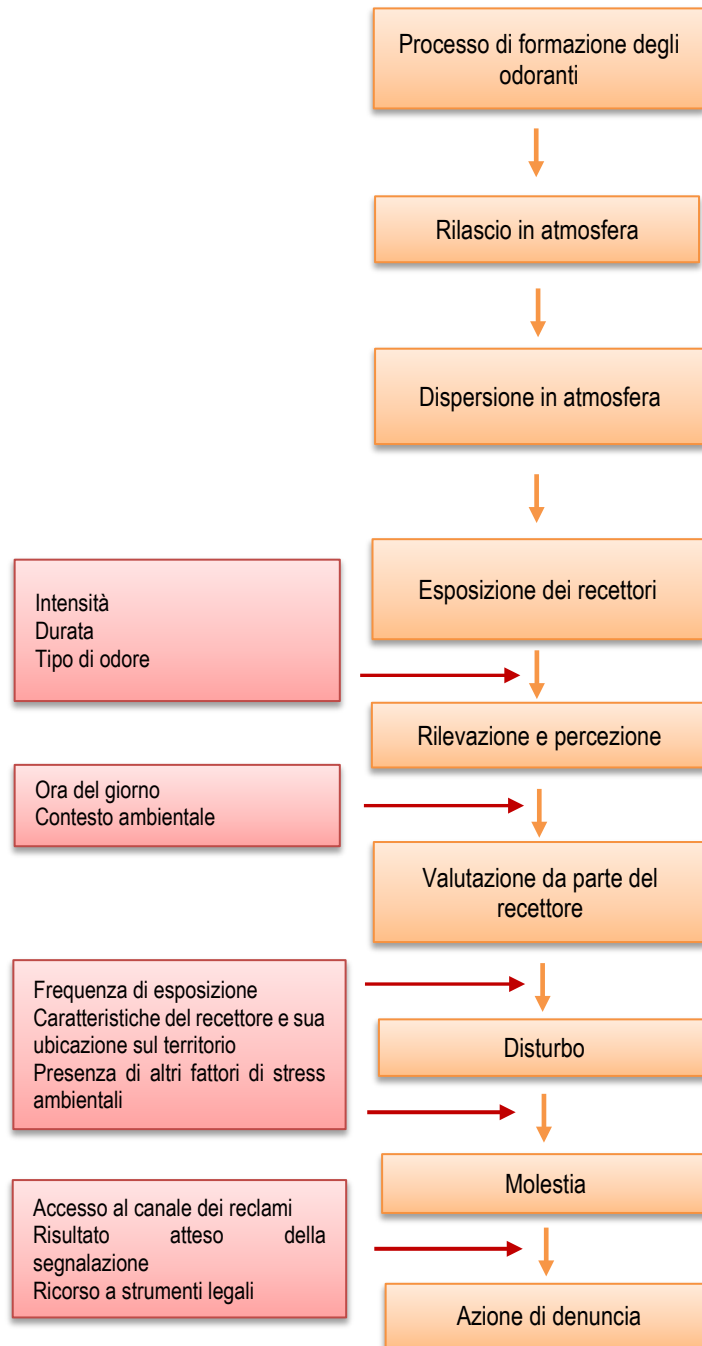 Processo di formazione degli
odoranti
Rilascio in atmosfera
Dispersione in atmosfera
Esposizione dei recettori
Intensità
Durata
Tipo di odore
Rilevazione e percezione
Ora del giorno
Contesto ambientale
Valutazione da parte del
recettore
Frequenza di esposizione
Caratteristiche del recettore e sua
ubicazione sul territorio
Presenza di altri fattori di stress
ambientali
Disturbo
Molestia
Accesso al canale dei reclami
Risultato atteso della
segnalazione
Ricorso a strumenti legali
Azione di denuncia